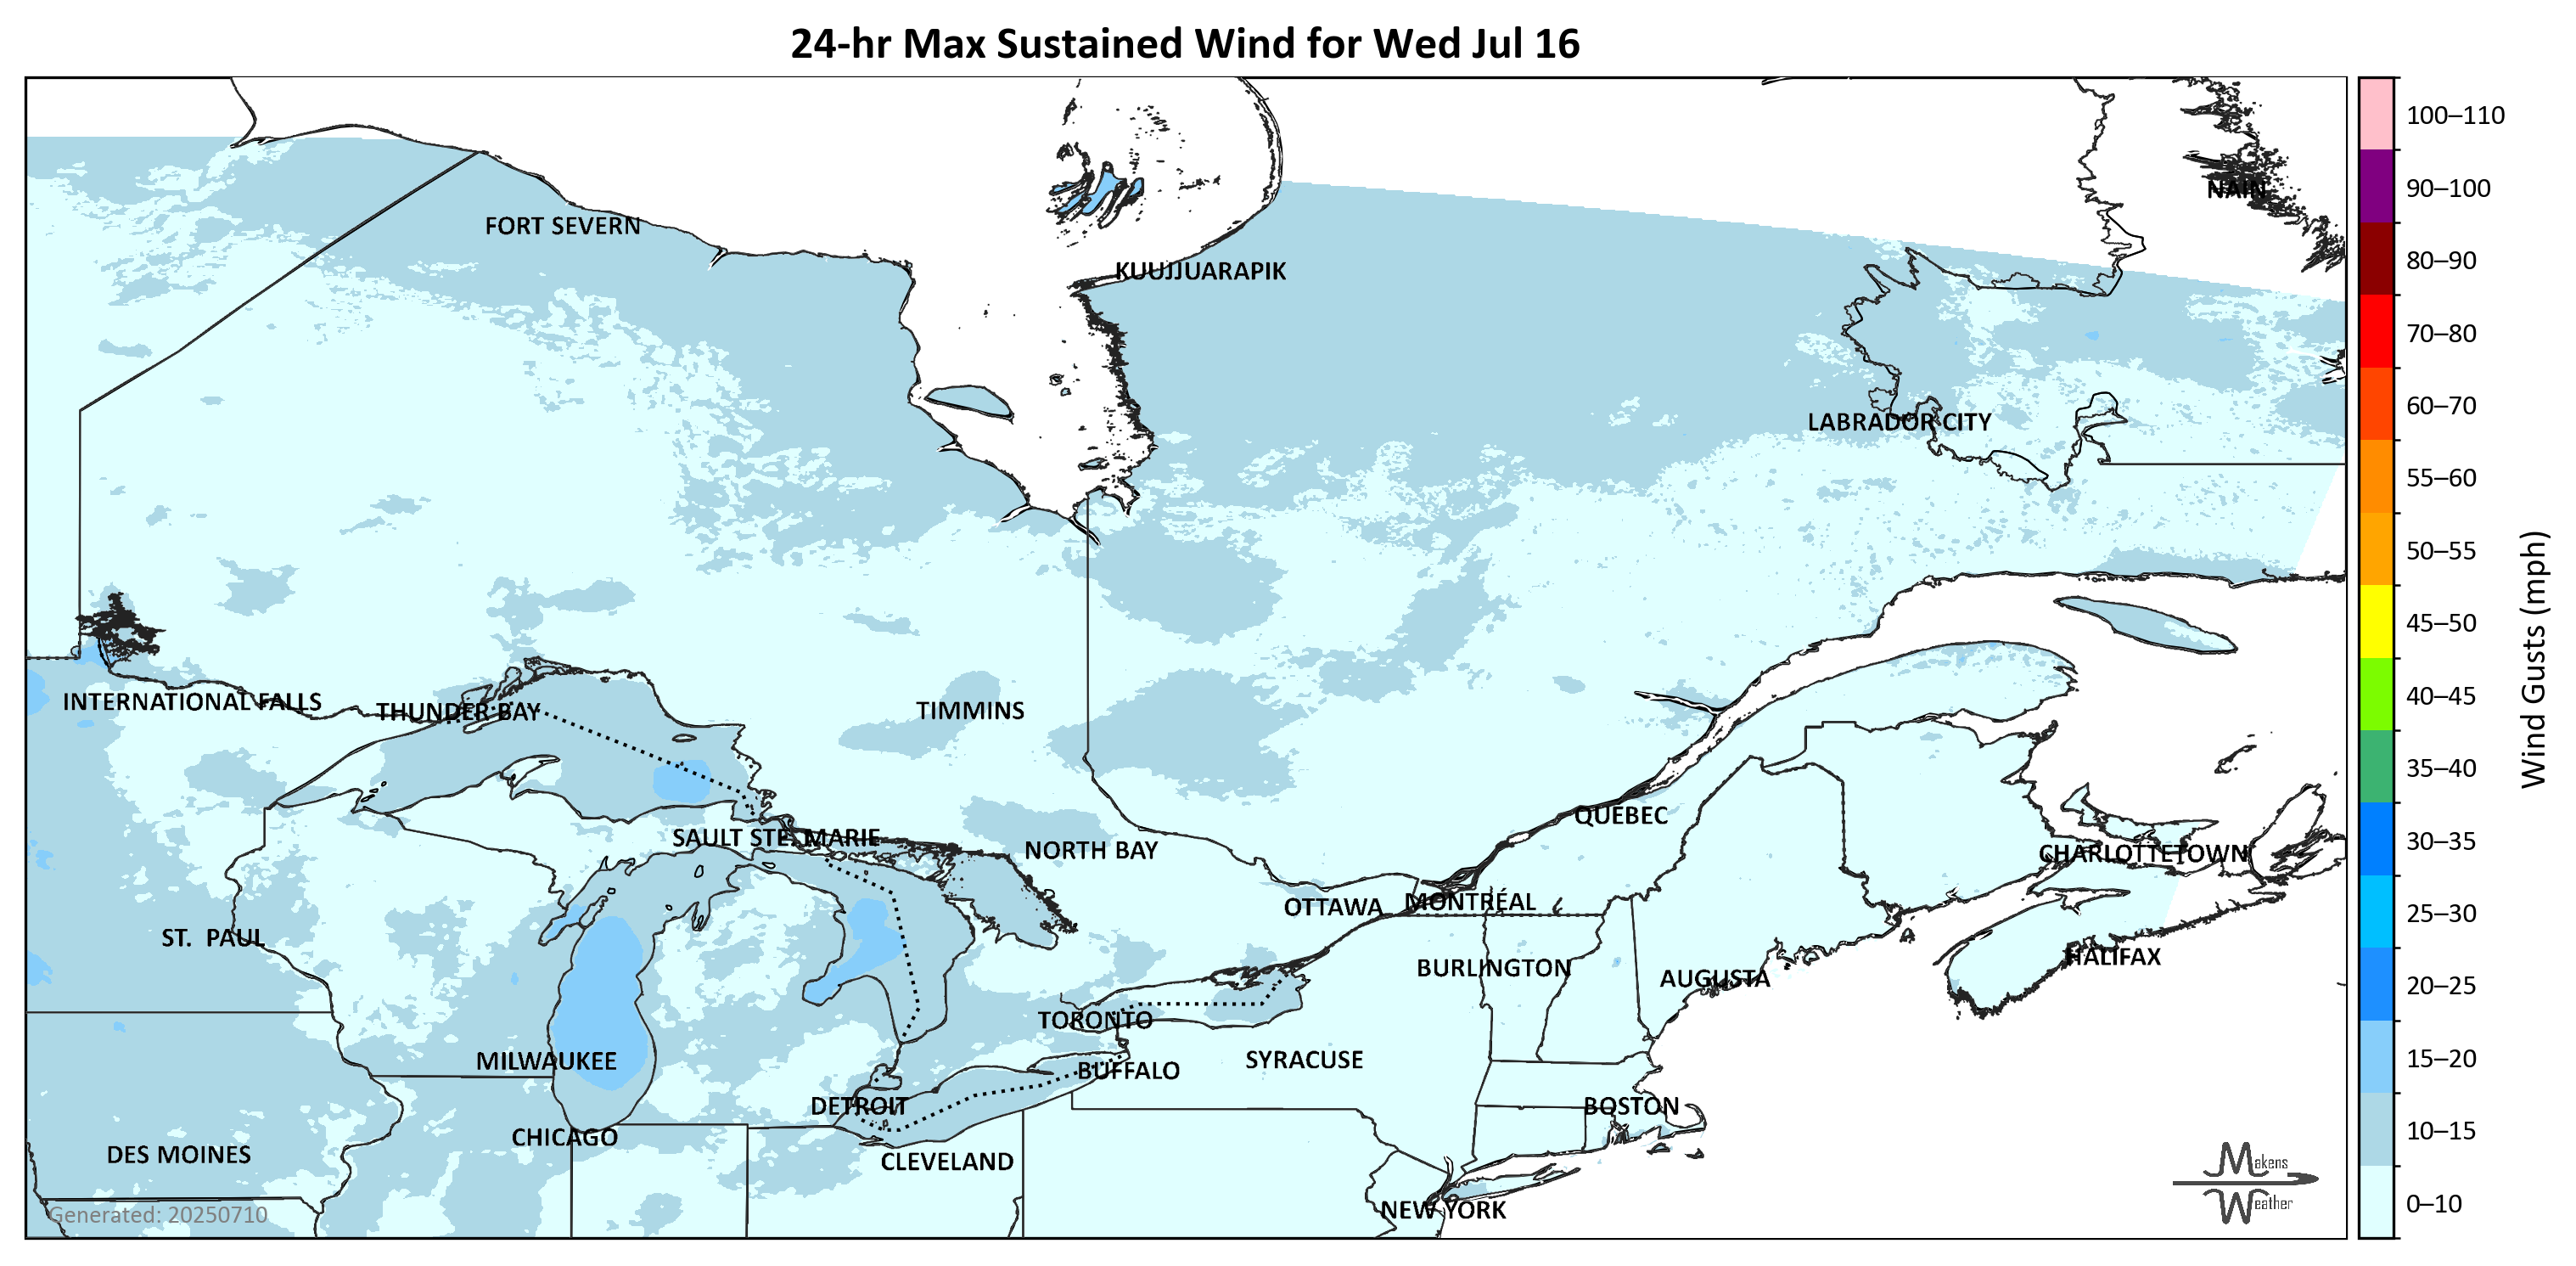 24-hr Max Sustained Wind for Wed Jul 16
100–110
90–100
80–90
70–80
60–70
55–60
50–55
45–50
40–45
35–40
30–35
25–30
20–25
15–20
10–15
0–10
Wind Gusts (mph)
NAIN
FORT SEVERN
KUUJJUARAPIK
LABRADOR CITY
INTERNATIONAL FALLS
THUNDER BAY
TIMMINS
SAULT STE. MARIE
NORTH BAY
QUEBEC
CHARLOTTETOWN
OTTAWA
MONTRÉAL
ST. PAUL
BURLINGTON
AUGUSTA
HALIFAX
TORONTO
MILWAUKEE
BUFFALO
SYRACUSE
DETROIT
BOSTON
CHICAGO
DES MOINES
CLEVELAND
NEW YORK
Generated: 20250710
Makens
Weather